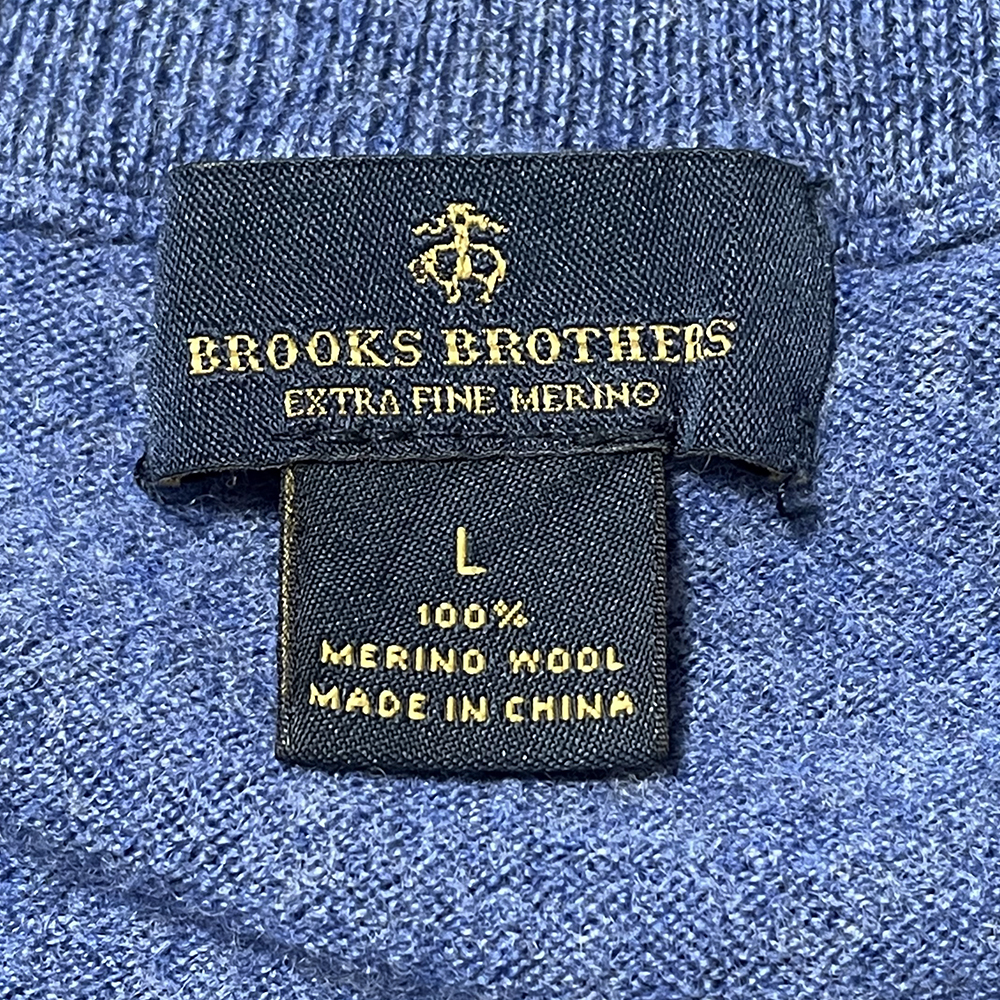 BROOKS BROTHERS
EXTRA FINE MERINO
L
100%
MERINO WOOL
MADE IN CHINA